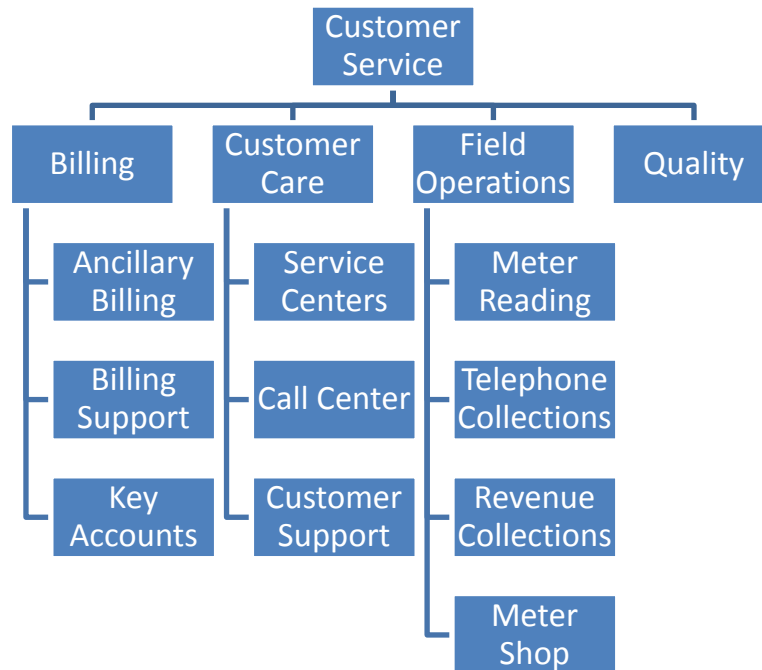 Customer
Service
Billing
Customer
Care
Field
Operations
Quality
Ancillary
Billing
Service
Centers
Meter
Reading
Billing
Support
Call Center
Telephone
Collections
Key
Accounts
Customer
Support
Revenue
Collections
Meter
Shop